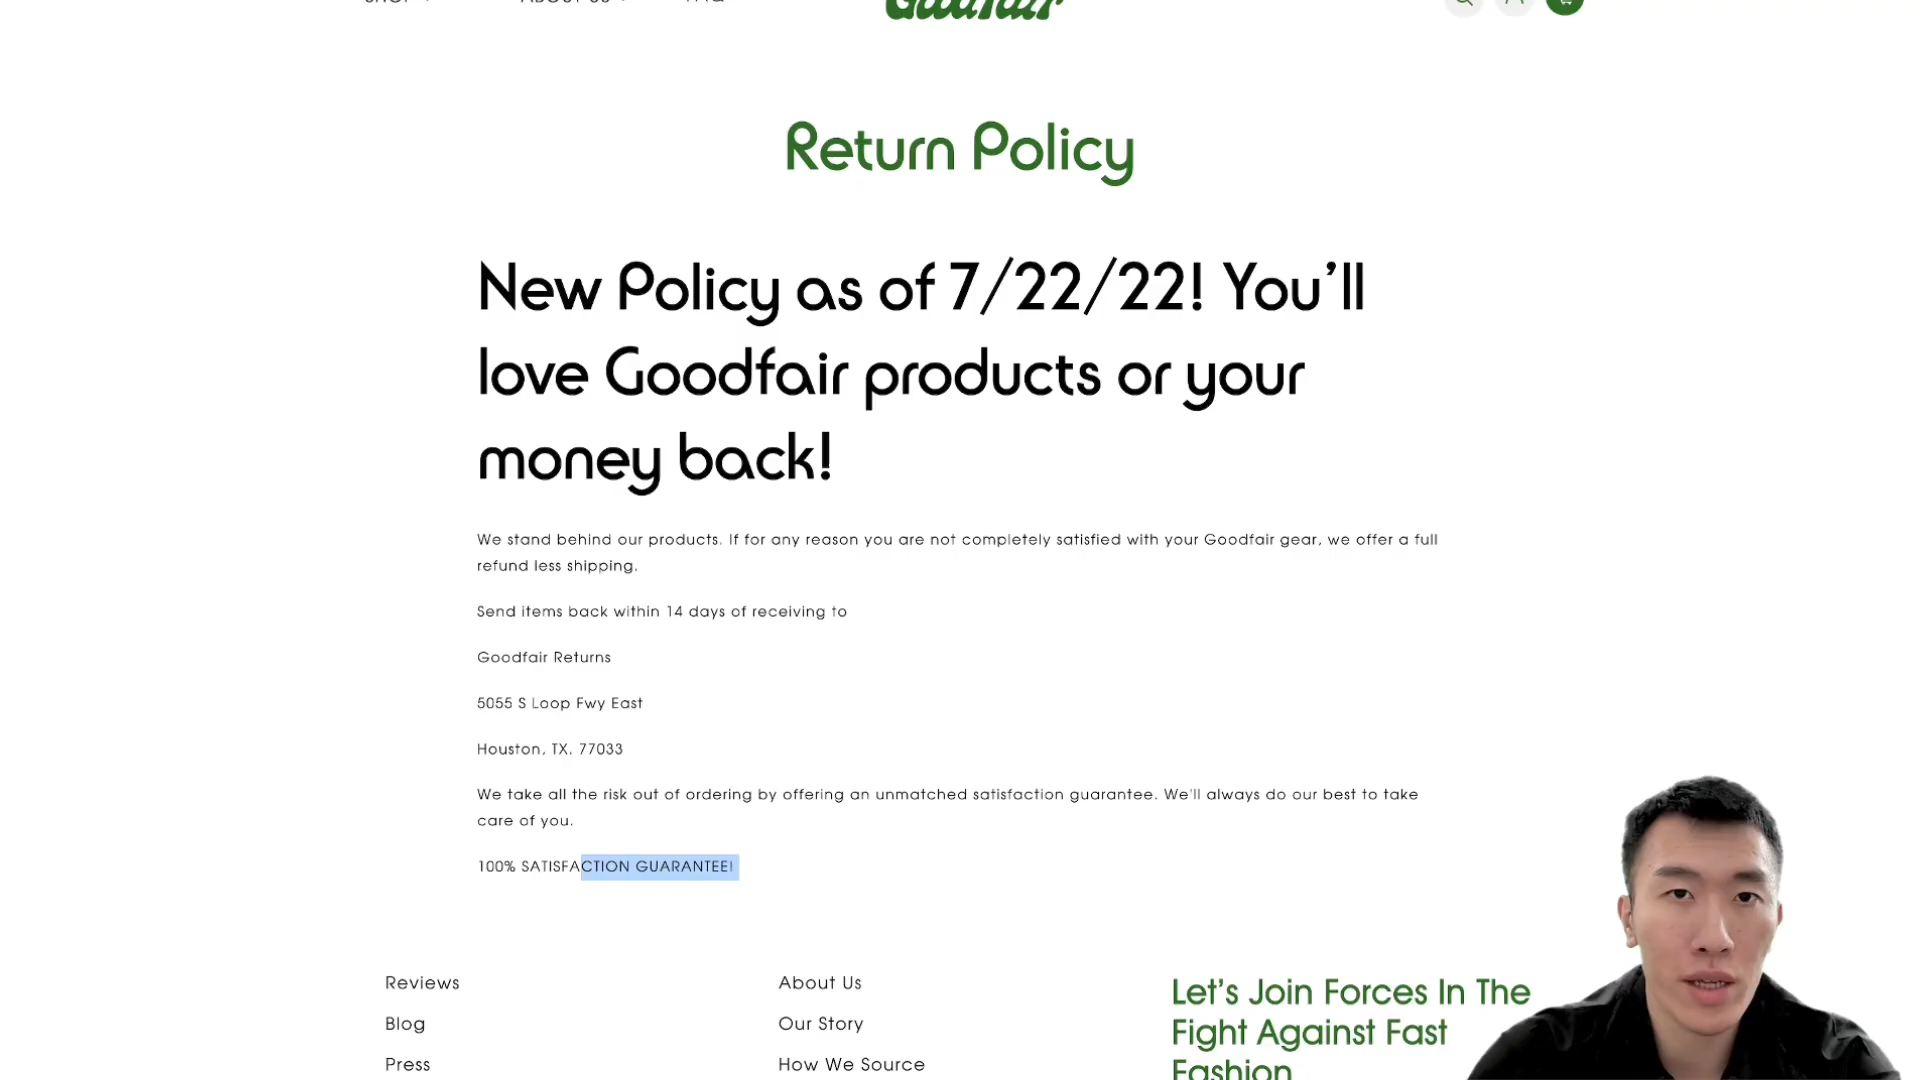 SHOP ABOUT US FAQ
Goodfair
Return Policy
New Policy as of 7/22/22! You’ll
love Goodfair products or your
money back!
We stand behind our products. If for any reason you are not completely satisfied with your Goodfair gear, we offer a full
refund less shipping.
Send items back within 14 days of receiving to
Goodfair Returns
5055 S Loop Fwy East
Houston, TX. 77033
We take all the risk out of ordering by offering an unmatched satisfaction guarantee. We'll always do our best to take
care of you.
100% SATISFACTION GUARANTEE!
Reviews
Blog
Press
About Us
Our Story
How We Source
Let’s Join Forces In The
Fight Against Fast
Fashion